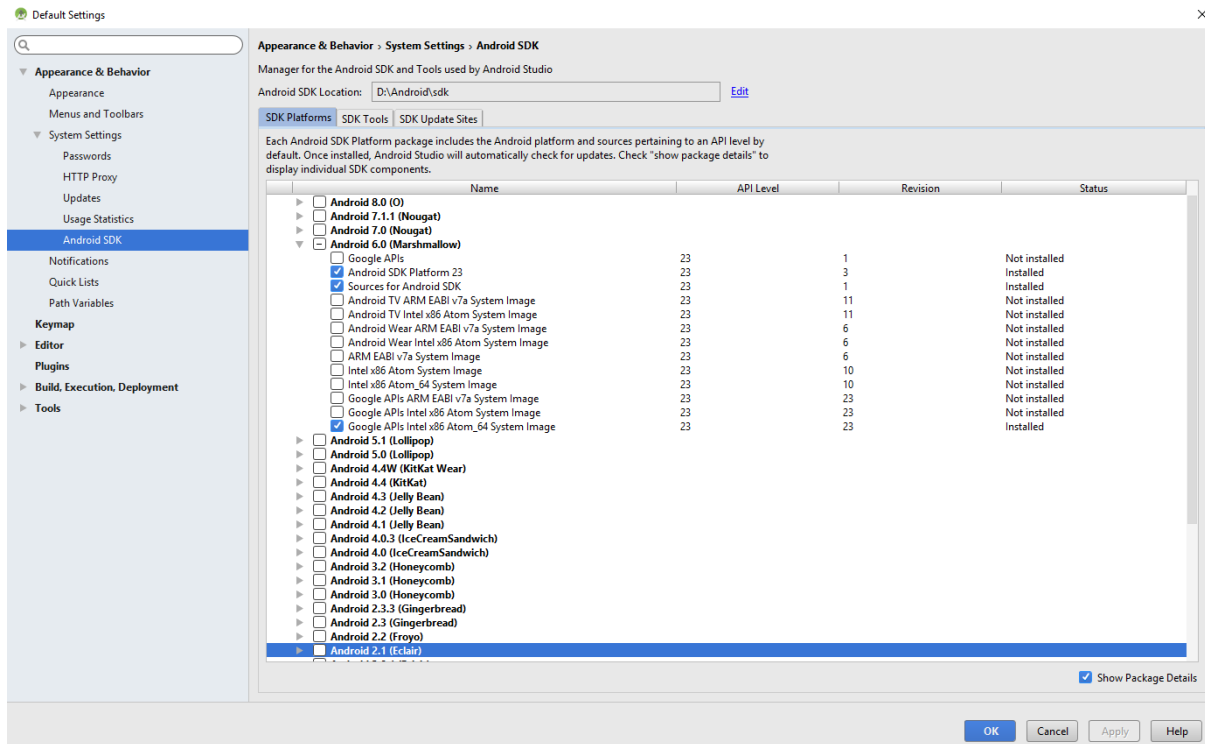 Default Settings
Appearance & Behavior
Appearance
Menus and Toolbars
System Settings
Passwords
HTTP Proxy
Updates
Usage Statistics
Android SDK
Notifications
Quick Lists
Path Variables
Keymap
Editor
Plugins
Build, Execution, Deployment
Tools
Appearance & Behavior › System Settings › Android SDK
Manager for the Android SDK and Tools used by Android Studio
Android SDK Location: D:\Android\sdk Edit
SDK Platforms SDK Tools SDK Update Sites
Each Android SDK Platform package includes the Android platform and sources pertaining to an API level by
default. Once installed, Android Studio will automatically check for updates. Check "show package details" to
display individual SDK components.
Name API Level Revision Status
Android 8.0 (O)
Android 7.1.1 (Nougat)
Android 7.0 (Nougat)
Android 6.0 (Marshmallow)
Google APIs 23 1 Not installed
Android SDK Platform 23 23 3 Installed
Sources for Android SDK 23 1 Installed
Android TV ARM EABI v7a System Image 23 11 Not installed
Android TV Intel x86 Atom System Image 23 11 Not installed
Android Wear ARM EABI v7a System Image 23 6 Not installed
Android Wear Intel x86 Atom System Image 23 6 Not installed
ARM EABI v7a System Image 23 6 Not installed
Intel x86 Atom System Image 23 10 Not installed
Intel x86 Atom_64 System Image 23 10 Not installed
Google APIs ARM EABI v7a System Image 23 23 Not installed
Google APIs Intel x86 Atom System Image 23 23 Not installed
Google APIs Intel x86 Atom_64 System Image 23 23 Installed
Android 5.1 (Lollipop)
Android 5.0 (Lollipop)
Android 4.4W (KitKat Wear)
Android 4.4 (KitKat)
Android 4.3 (Jelly Bean)
Android 4.2 (Jelly Bean)
Android 4.1 (Jelly Bean)
Android 4.0.3 (IceCreamSandwich)
Android 4.0 (IceCreamSandwich)
Android 3.2 (Honeycomb)
Android 3.1 (Honeycomb)
Android 3.0 (Honeycomb)
Android 2.3.3 (Gingerbread)
Android 2.3 (Gingerbread)
Android 2.2 (Froyo)
Android 2.1 (Eclair)
Show Package Details
OK Cancel Apply Help